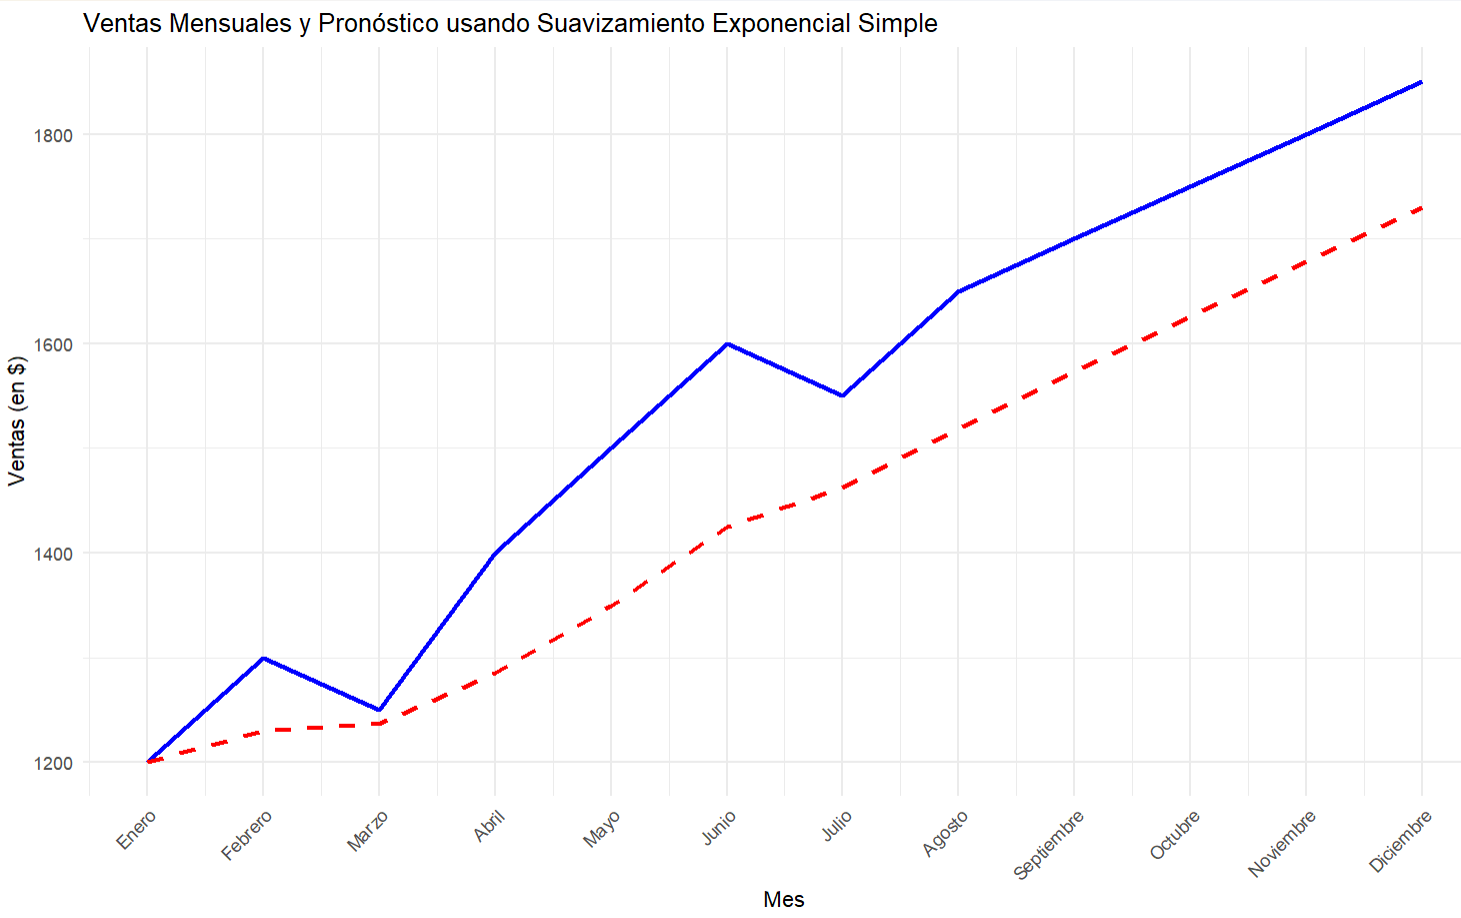 Ventas Mensuales y Pronóstico usando Suavizamiento Exponencial Simple
Ventas (en $)
1800
1600
1400
1200
Enero
Febrero
Marzo
Abril
Mayo
Junio
Julio
Agosto
Septiembre
Octubre
Noviembre
Diciembre
Mes